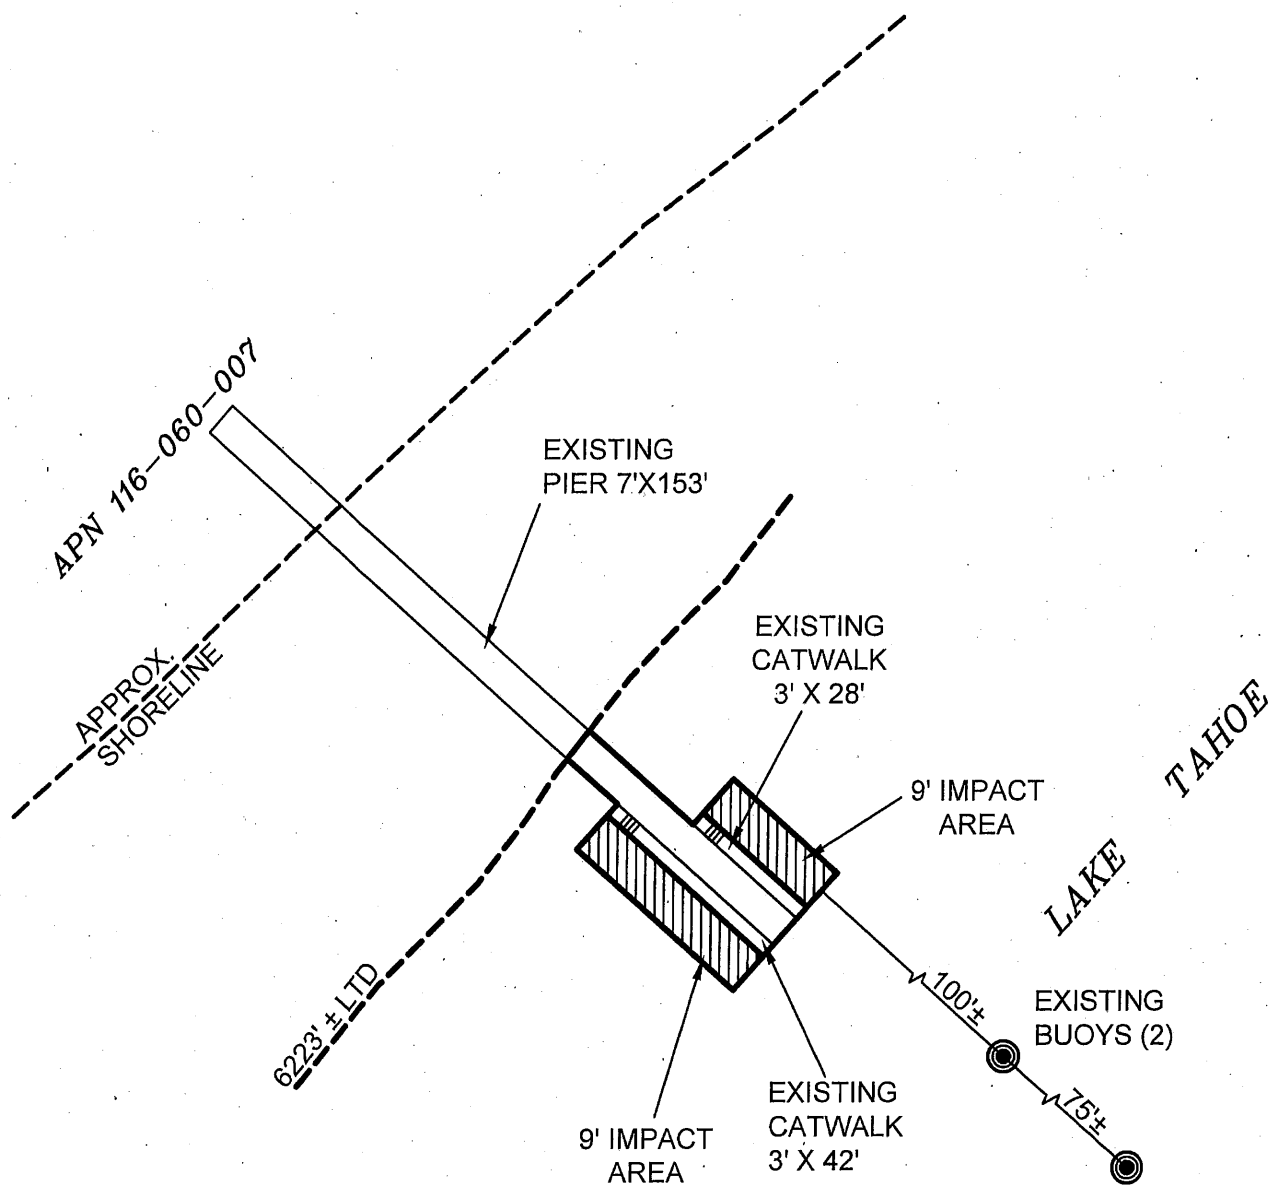 APN 116-060-007
EXISTING
PIER 7'X153'
APPROX.
SHORELINE
EXISTING
CATWALK
3' X 28'
9' IMPACT
AREA
LAKE TAHOE
6223' ± LTD
100'±
EXISTING
BUOYS (2)
75'±
EXISTING
CATWALK
3' X 42'
9' IMPACT
AREA